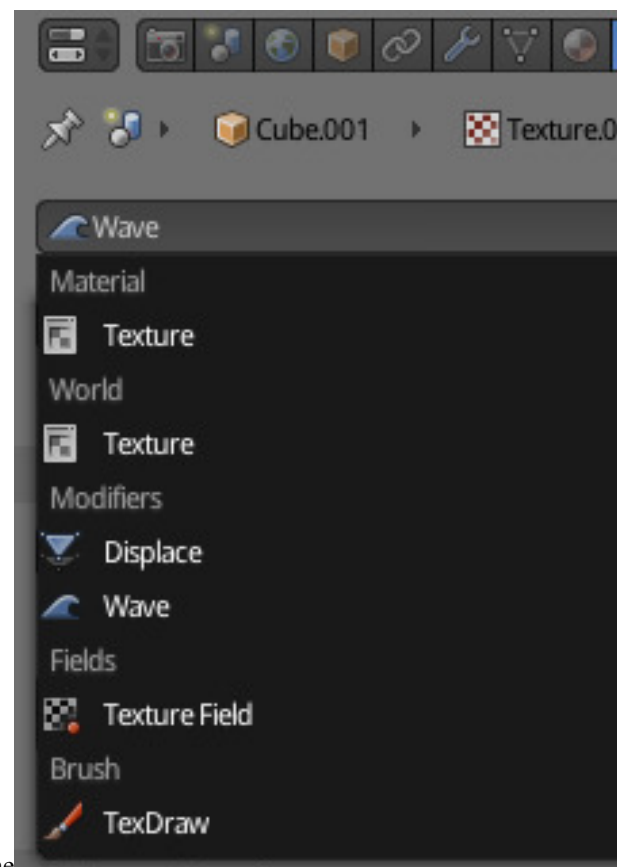 Cube.001 Texture.0
Wave
Material
Texture
World
Texture
Modifiers
Displace
Wave
Fields
Texture Field
Brush
TexDraw